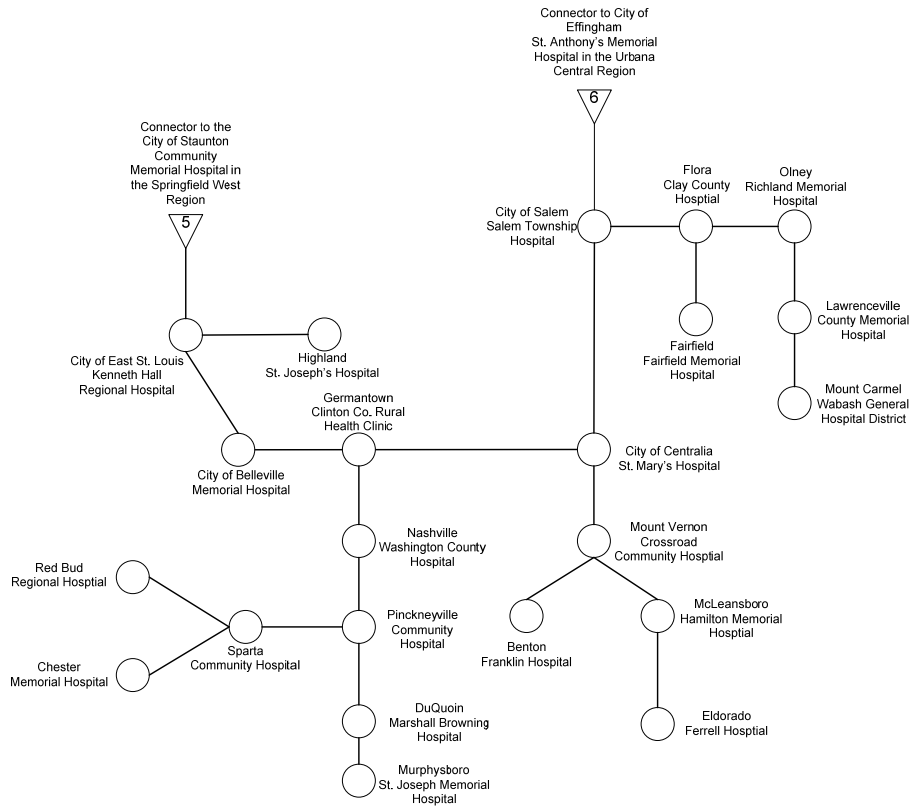 Connector to City of
Effingham
St. Anthony's Memorial
Hospital in the Urbana
Central Region
6
Connector to the
City of Staunton
Community
Memorial Hospital in
the Springfield West
Region
5
Flora
Clay County
Hosptial
Olney
Richland Memorial
Hospital
City of Salem
Salem Township
Hospital
Lawrenceville
County Memorial
Hospital
Fairfield
Fairfield Memorial
Hospital
Mount Carmel
Wabash General
Hospital District
City of East St. Louis
Kenneth Hall
Regional Hospital
Highland
St. Joseph's Hospital
Germantown
Clinton Co. Rural
Health Clinic
City of Belleville
Memorial Hospital
City of Centralia
St. Mary's Hospital
Nashville
Washington County
Hospital
Mount Vernon
Crossroad
Community Hosptial
Red Bud
Regional Hosptial
Sparta
Community Hospital
Pinckneyville
Community
Hospital
Benton
Franklin Hospital
McLeansboro
Hamilton Memorial
Hosptial
Chester
Memorial Hospital
DuQuoin
Marshall Browning
Hospital
Eldorado
Ferrell Hosptial
Murphysboro
St. Joseph Memorial
Hospital